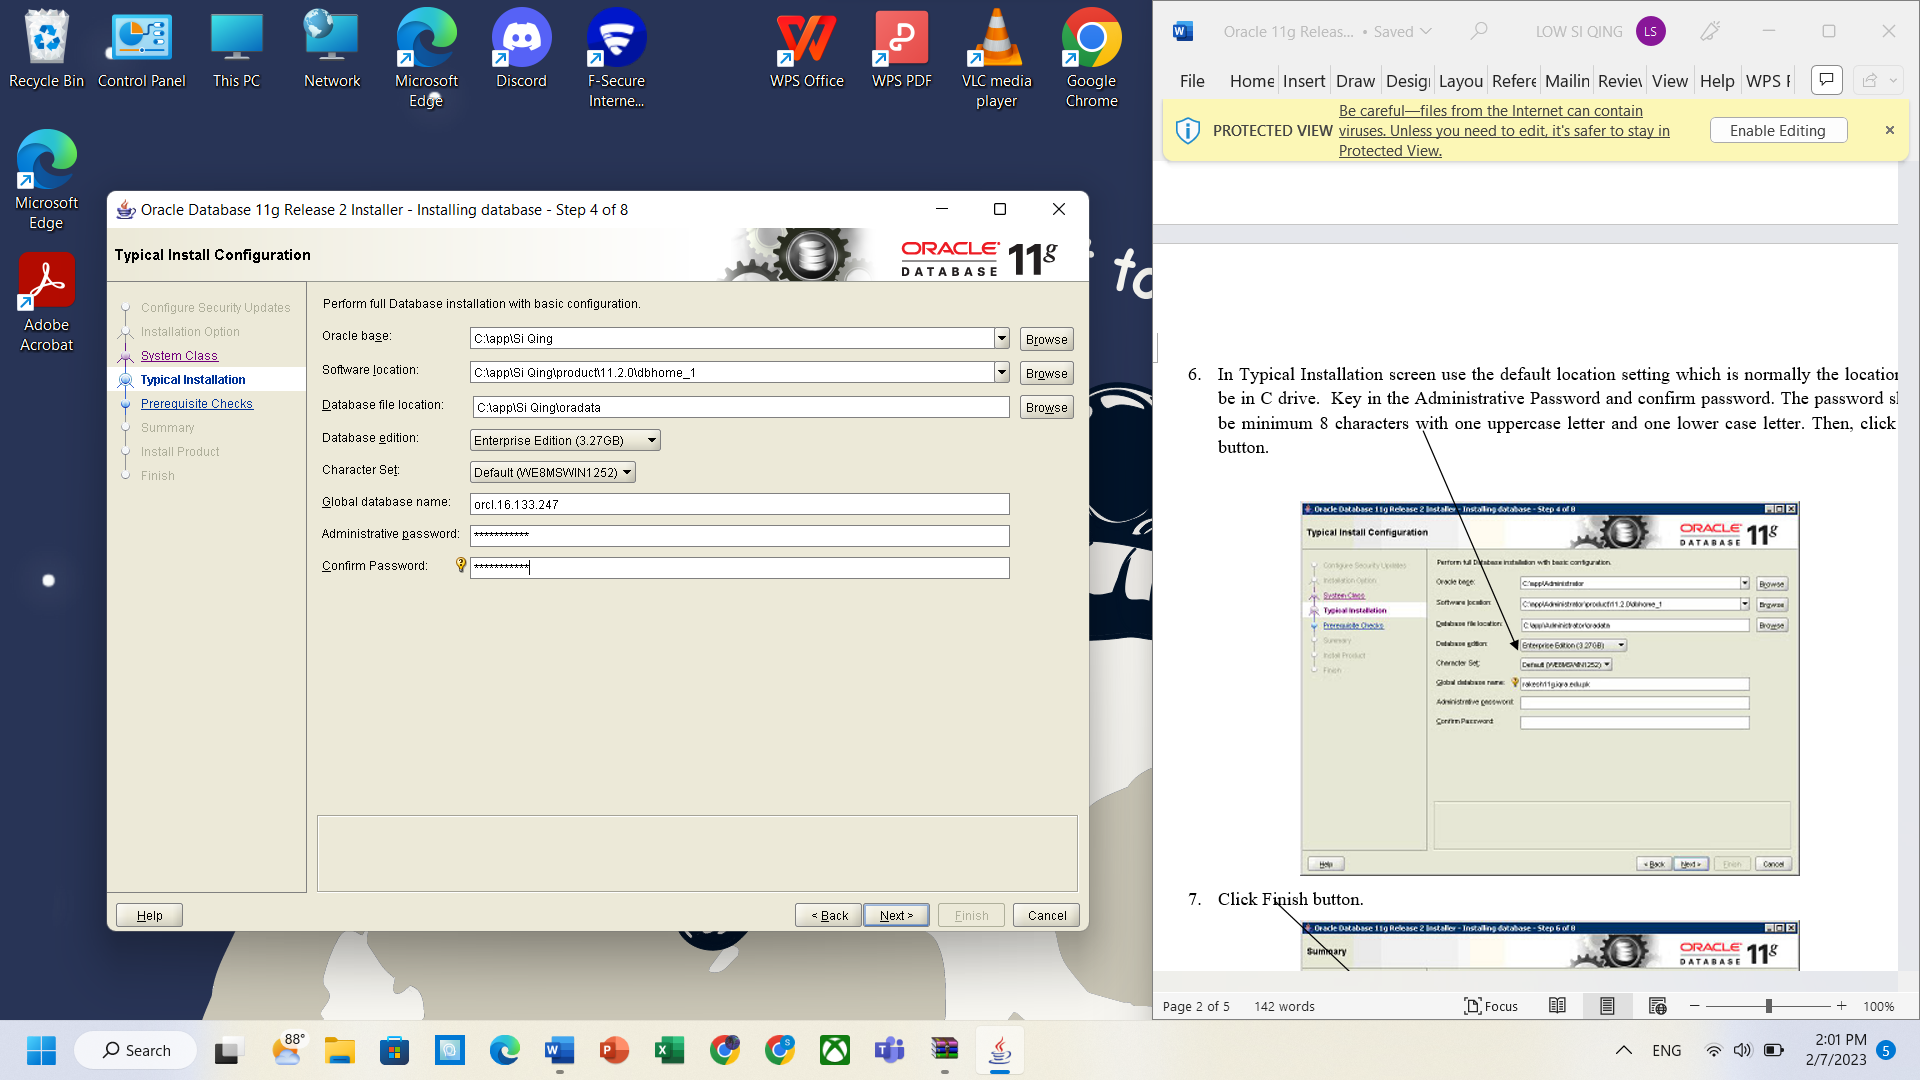 Recycle Bin
Control Panel
This PC
Network
Microsoft
Edge
Discord
F-Secure
Interne...
WPS Office
WPS PDF
VLC media
player
Google
Chrome
Microsoft
Edge
Adobe
Acrobat
to
Oracle Database 11g Release 2 Installer - Installing database - Step 4 of 8
Typical Install Configuration
ORACLE
DATABASE 11g
Configure Security Updates
Installation Option
System Class
Typical Installation
Prerequisite Checks
Summary
Install Product
Finish
Perform full Database installation with basic configuration.
Oracle base:
C:\app\Si Qing
Browse
Software location:
C:\app\Si Qing\product\11.2.0\dbhome_1
Browse
Database file location:
C:\app\Si Qing\oradata
Browse
Database edition:
Enterprise Edition (3.27GB)
Character Set:
Default (WE8MSWIN1252)
Global database name:
orcl.16.133.247
Administrative password:
***********
Confirm Password:
***********
Help
< Back
Next >
Finish
Cancel
Oracle 11g Releas... • Saved
LOW SI QING
LS
File Home Insert Draw Desig Layou Refere Mailin Review View Help WPS P
PROTECTED VIEW
Be careful—files from the Internet can contain
viruses. Unless you need to edit, it's safer to stay in
Protected View.
Enable Editing
6. In Typical Installation screen use the default location setting which is normally the location
be in C drive. Key in the Administrative Password and confirm password. The password s
be minimum 8 characters with one uppercase letter and one lower case letter. Then, click
button.
Oracle Database 11g Release 2 Installer - Installing database - Step 4 of 8
Typical Install Configuration
ORACLE
DATABASE 11g
Configure Security Updates
Installation Option
System Class
Typical Installation
Prerequisite Checks
Summary
Install Product
Finish
Perform full Database installation with basic configuration.
Oracle base:
C:\app\Administrator
Browse
Software location:
C:\app\Administrator\product\11.2.0\dbhome_1
Browse
Database file location:
C:\app\Administrator\oradata
Browse
Database edition:
Enterprise Edition (3.27GB)
Character Set:
Default (WE8MSWIN1252)
Global database name:
rakesh11g.iqra.edu.pk
Administrative password:
Confirm Password:
Help
< Back
Next >
Finish
Cancel
7. Click Finish button.
Oracle Database 11g Release 2 Installer - Installing database - Step 6 of 8
Summary
ORACLE
DATABASE 11g
Page 2 of 5
142 words
Focus
100%
Search
88°
ENG
2:01 PM
2/7/2023
5